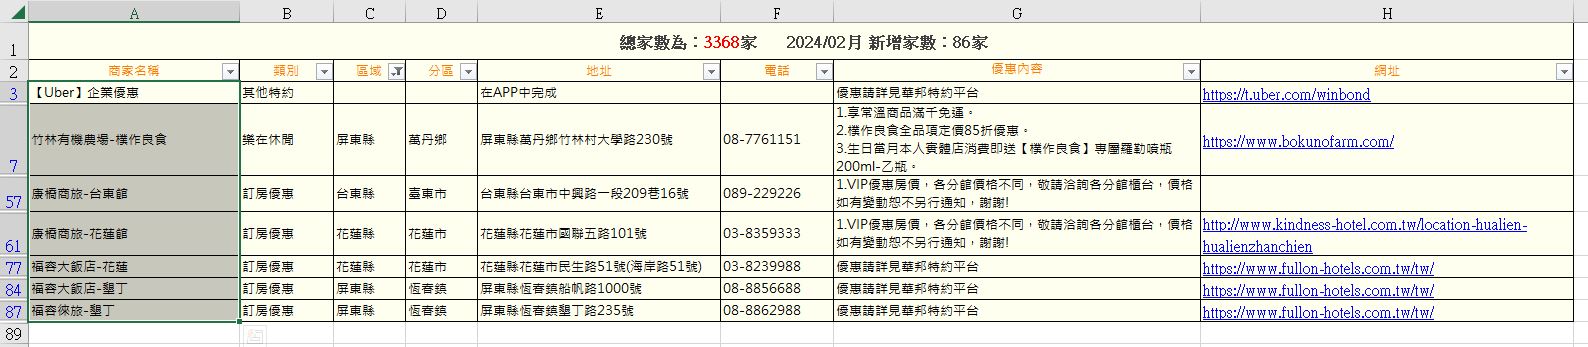 A B C D E F G H
1 總家數為：3368家 2024/02月 新增家數：86家
2 商家名稱 類別 區域 分區 地址 電話 優惠內容 網址
3 【Uber】企業優惠 其他特約 在APP中完成 優惠請詳見華邦特約平台 https://t.uber.com/winbond
7 竹林有機農場-樸作良食 樂在休閒 屏東縣 萬丹鄉 屏東縣萬丹鄉竹林村大學路230號 08-7761151 1.享常溫商品滿千免運。
2.樸作良食全品項定價85折優惠。
3.生日當月本人實體店消費即送【樸作良食】專屬羅勒噴瓶
200ml-乙瓶。
https://www.bokunofarm.com/
57 康橋商旅-台東館 訂房優惠 台東縣 臺東市 台東縣台東市中興路一段209巷16號 089-229226 1.VIP優惠房價，各分館價格不同，敬請洽詢各分館櫃台，價格
如有變動恕不另行通知，謝謝!
61 康橋商旅-花蓮館 訂房優惠 花蓮縣 花蓮市 花蓮縣花蓮市國聯五路101號 03-8359333 1.VIP優惠房價，各分館價格不同，敬請洽詢各分館櫃台，價格
如有變動恕不另行通知，謝謝!
http://www.kindness-hotel.com.tw/location-hualien-
hualienzhanchien
77 福容大飯店-花蓮 訂房優惠 花蓮縣 花蓮市 花蓮縣花蓮市民生路51號(海岸路51號) 03-8239988 優惠請詳見華邦特約平台 https://www.fullon-hotels.com.tw/tw/
84 福容大飯店-墾丁 訂房優惠 屏東縣 恆春鎮 屏東縣恆春鎮船帆路1000號 08-8856688 優惠請詳見華邦特約平台 https://www.fullon-hotels.com.tw/tw/
87 福容徠旅-墾丁 訂房優惠 屏東縣 恆春鎮 屏東縣恆春鎮墾丁路235號 08-8862988 優惠請詳見華邦特約平台 https://www.fullon-hotels.com.tw/tw/
89